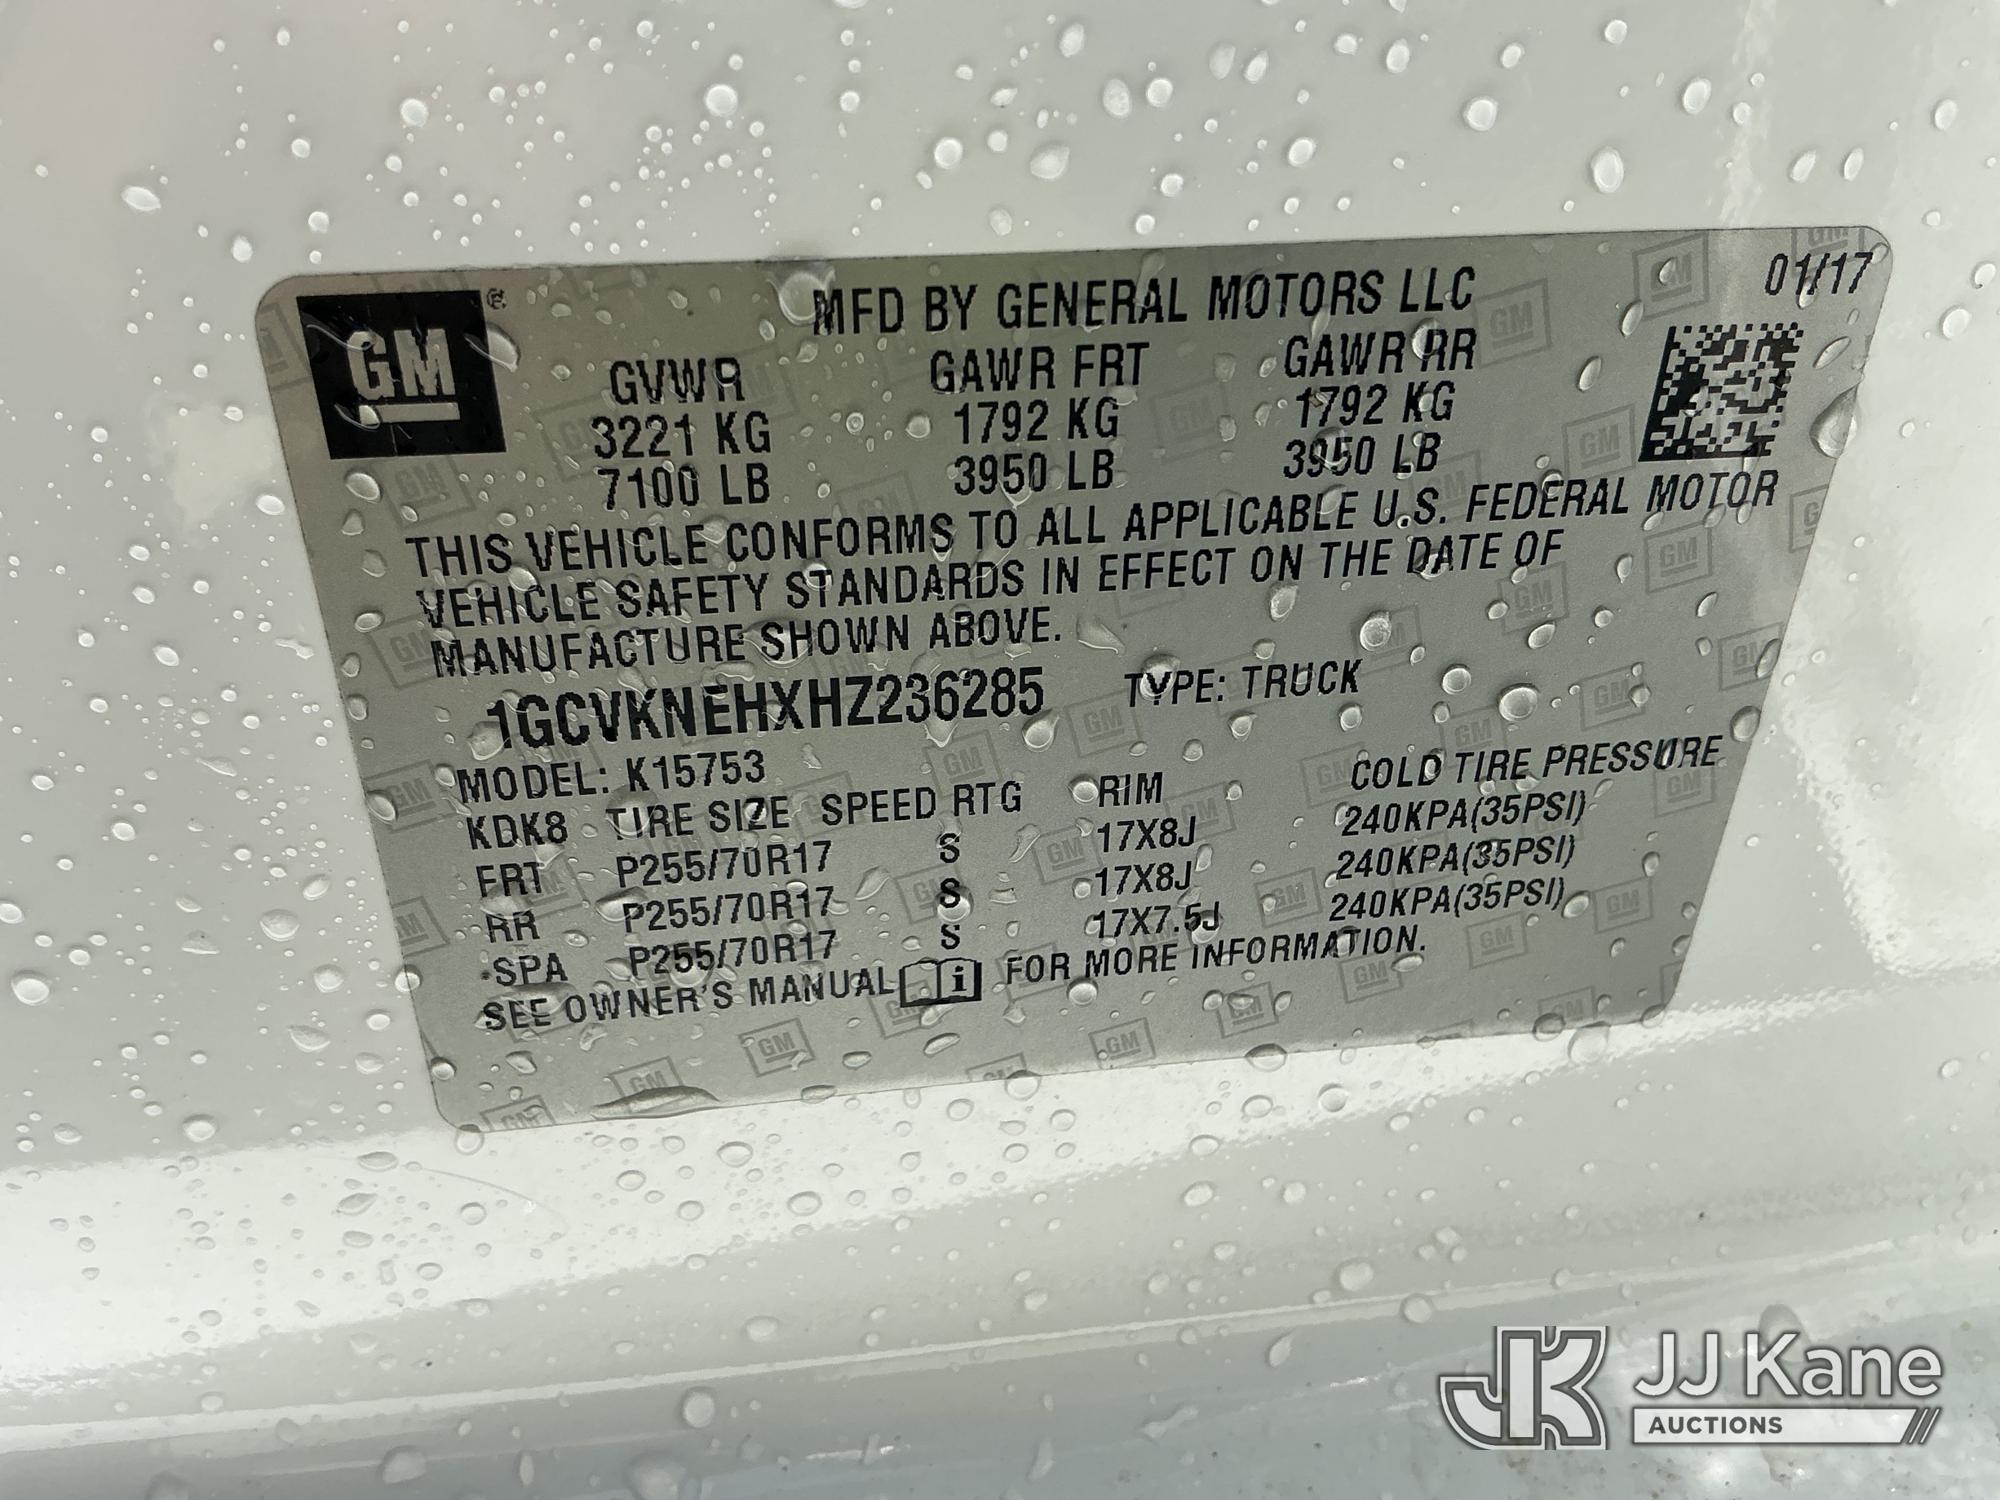 GM®
MFD BY GENERAL MOTORS LLC
01/17
GVWR GAWR FRT GAWR RR
3221 KG 1792 KG 1792 KG
7100 LB 3950 LB 3950 LB
THIS VEHICLE CONFORMS TO ALL APPLICABLE U.S. FEDERAL MOTOR
VEHICLE SAFETY STANDARDS IN EFFECT ON THE DATE OF
MANUFACTURE SHOWN ABOVE.
1GCVKNEHXHZ236285 TYPE: TRUCK
MODEL: K15753
KDK8 TIRE SIZE SPEED RTG RIM COLD TIRE PRESSURE
FRT P255/70R17 S 17X8J 240KPA(35PSI)
RR P255/70R17 S 17X8J 240KPA(35PSI)
SPA P255/70R17 S 17X7.5J 240KPA(35PSI)
SEE OWNER'S MANUAL i FOR MORE INFORMATION.
JK JJ Kane
AUCTIONS